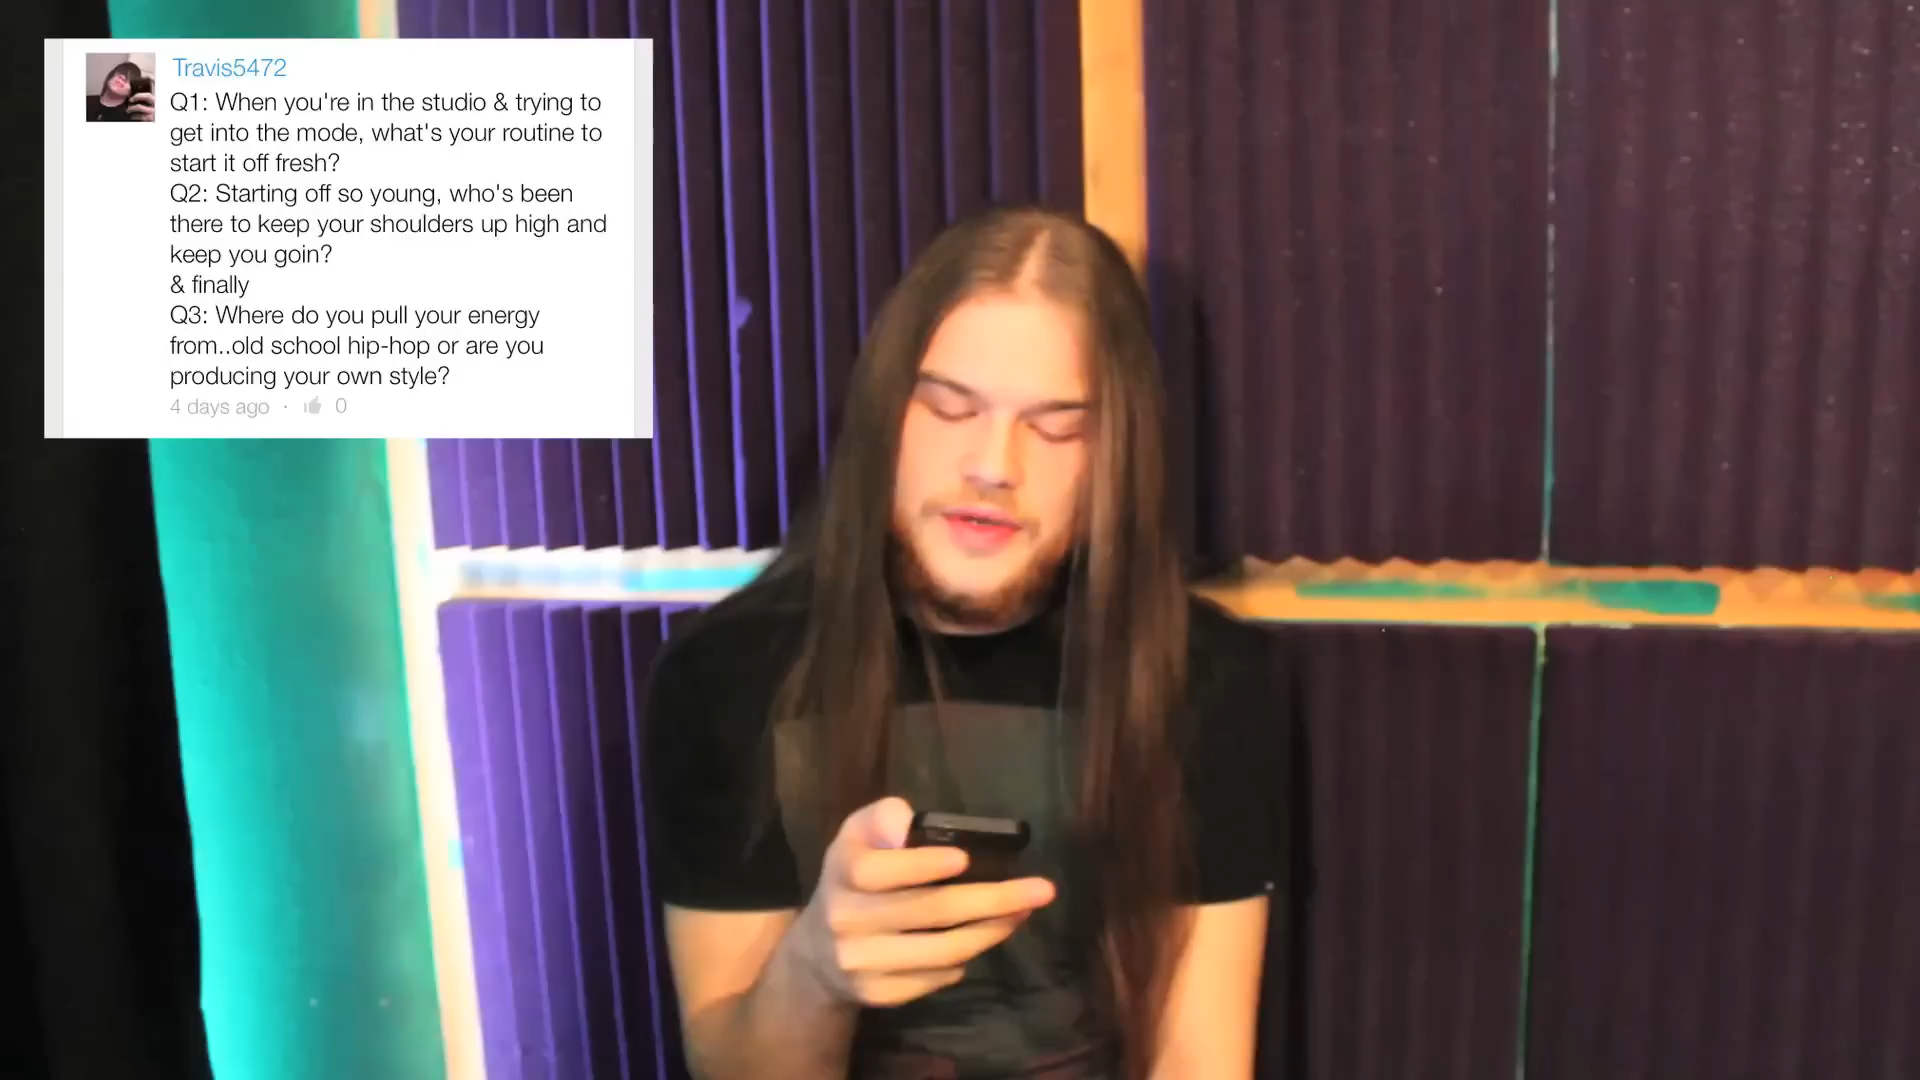 Travis5472
Q1: When you're in the studio & trying to
get into the mode, what's your routine to
start it off fresh?
Q2: Starting off so young, who's been
there to keep your shoulders up high and
keep you goin?
& finally
Q3: Where do you pull your energy
from..old school hip-hop or are you
producing your own style?
4 days ago · 0